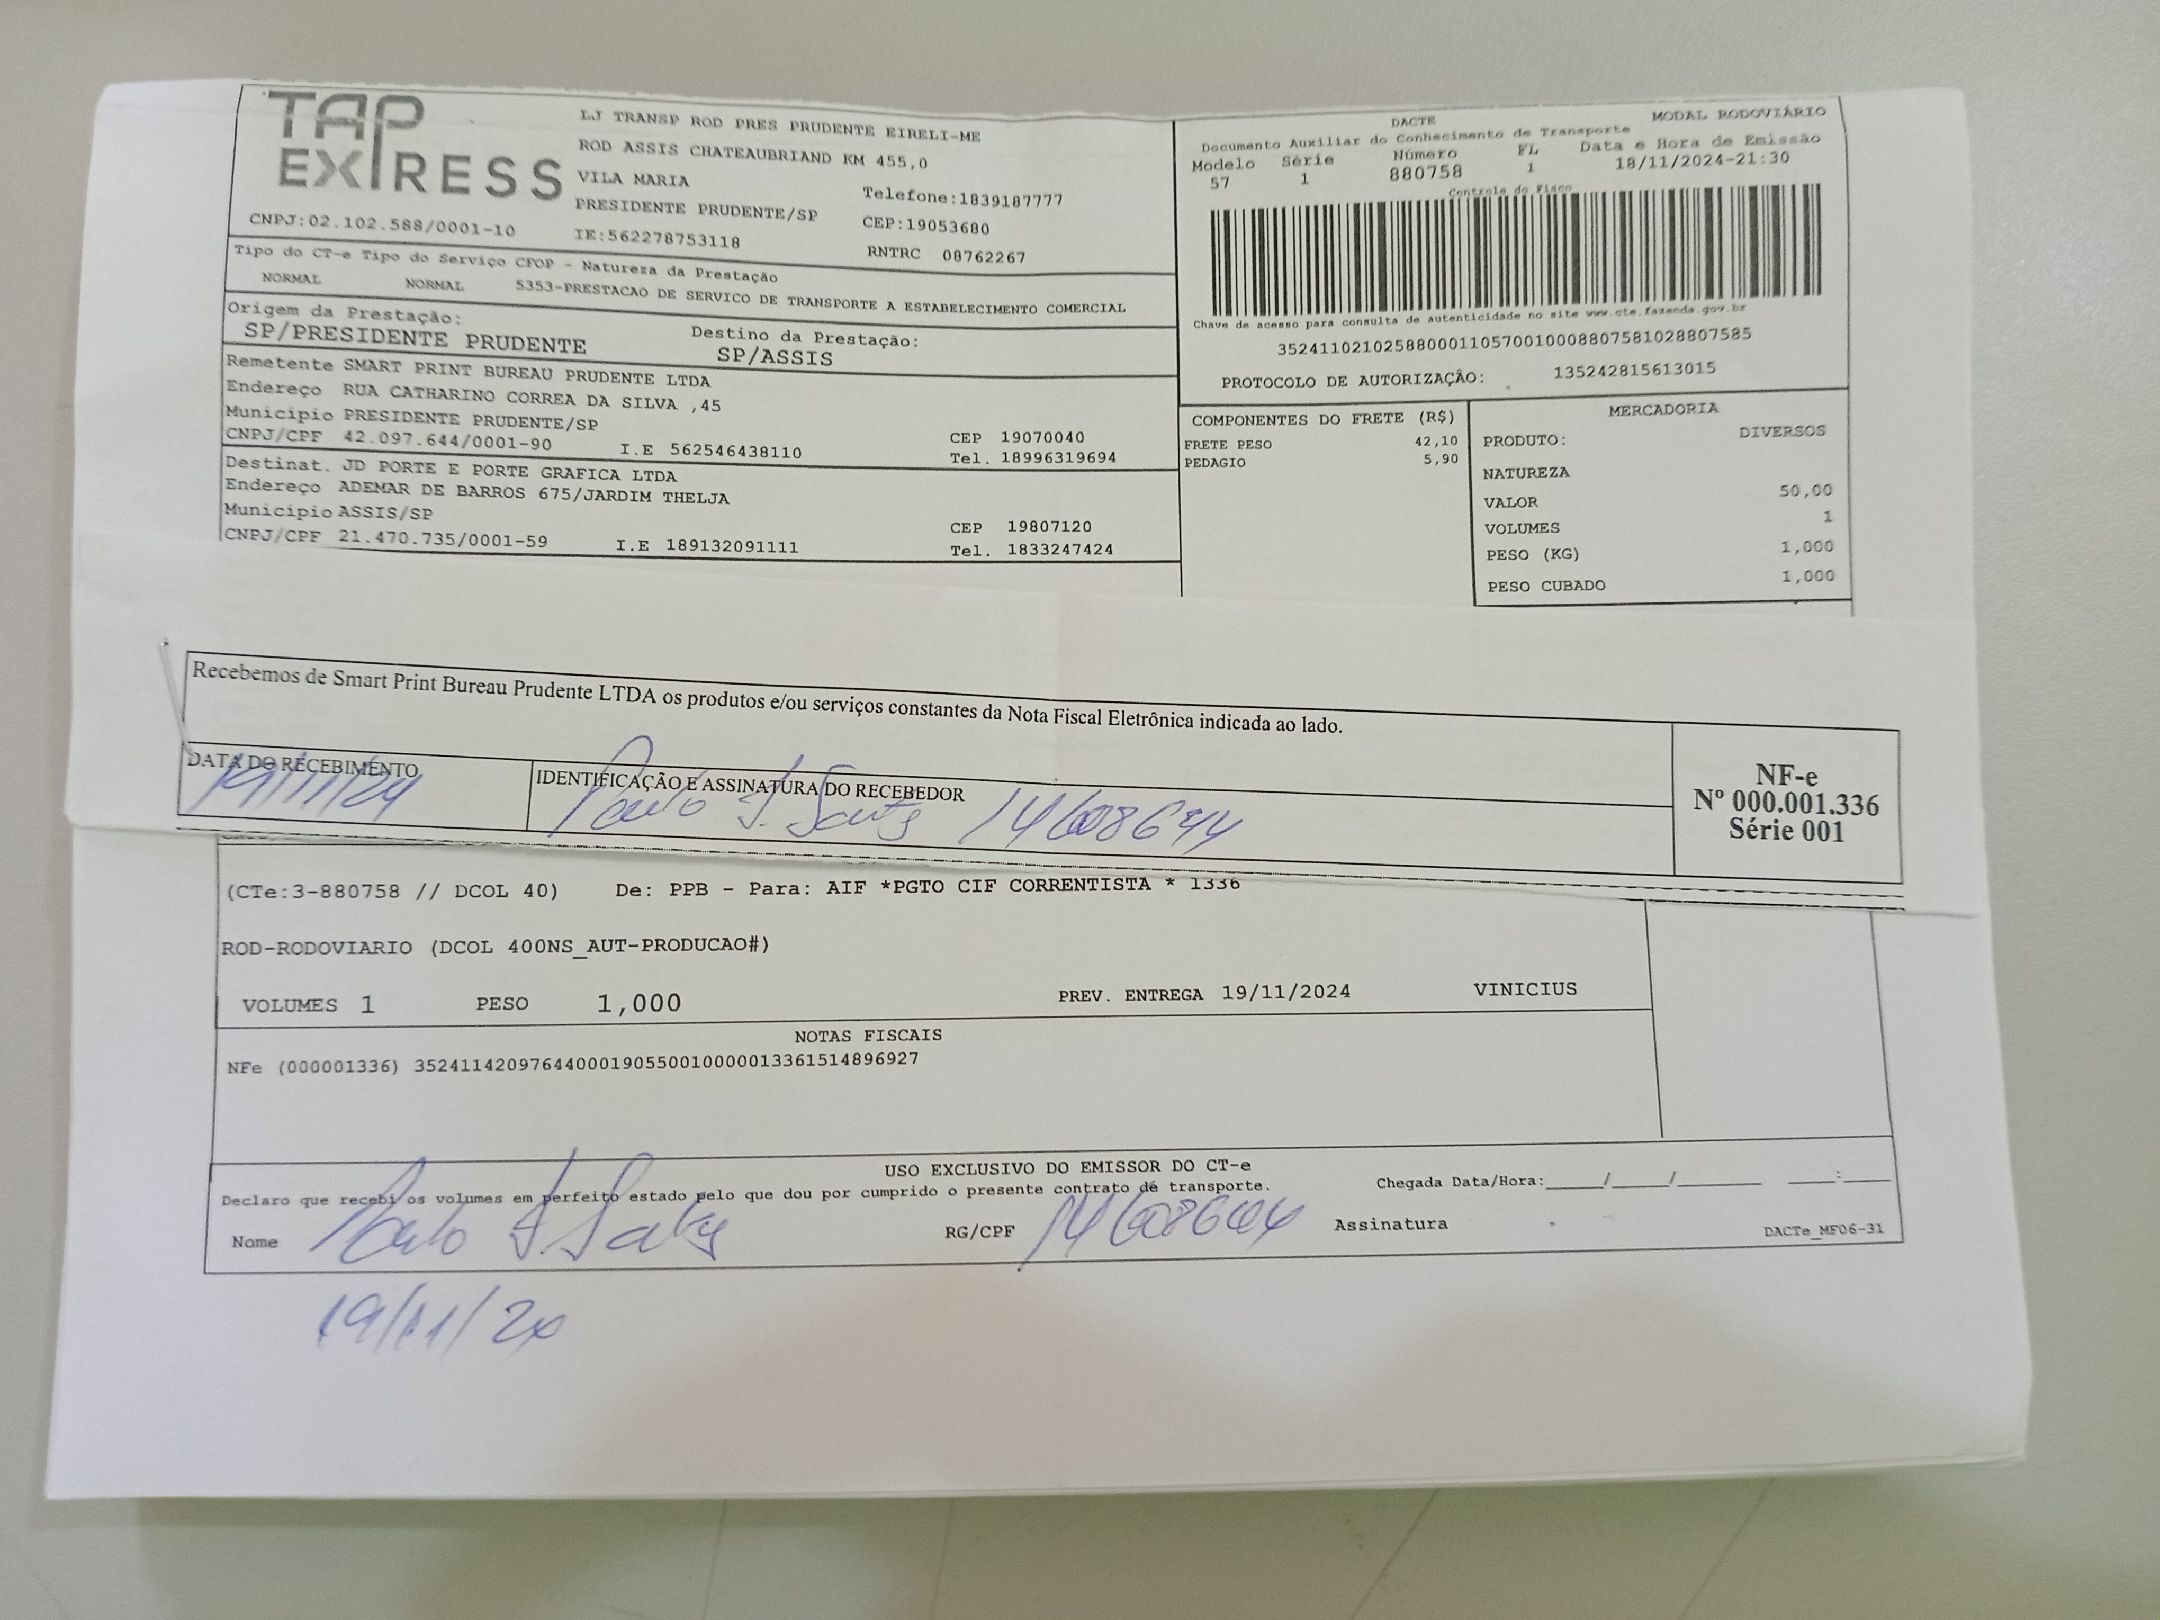 TAP EXPRESS
LJ TRANSP ROD PRES PRUDENTE EIRELI-ME
ROD ASSIS CHATEAUBRIAND KM 455,0
VILA MARIA
Telefone:1839187777
PRESIDENTE PRUDENTE/SP
CEP:19053680
CNPJ:02.102.588/0001-10 IE:562278753118
RNTRC 08762267
DACTE MODAL RODOVIÁRIO
Documento Auxiliar do Conhecimento de Transporte
Modelo Série Número FL Data e Hora de Emissão
57 1 880758 1 18/11/2024-21:30
Controle do Fisco
Chave de acesso para consulta de autenticidade no site www.cte.fazenda.gov.br
35241102102588000110570010008807581028807585
PROTOCOLO DE AUTORIZAÇÃO: 135242815613015
Tipo do CT-e Tipo do Serviço CFOP - Natureza da Prestação
NORMAL NORMAL 5353-PRESTACAO DE SERVICO DE TRANSPORTE A ESTABELECIMENTO COMERCIAL
Origem da Prestação: Destino da Prestação:
SP/PRESIDENTE PRUDENTE SP/ASSIS
Remetente SMART PRINT BUREAU PRUDENTE LTDA
Endereço RUA CATHARINO CORREA DA SILVA ,45
Município PRESIDENTE PRUDENTE/SP CEP 19070040
CNPJ/CPF 42.097.644/0001-90 I.E 562546438110 Tel. 18996319694
Destinat. JD PORTE E PORTE GRAFICA LTDA
Endereço ADEMAR DE BARROS 675/JARDIM THELJA
Município ASSIS/SP CEP 19807120
CNPJ/CPF 21.470.735/0001-59 I.E 189132091111 Tel. 1833247424
COMPONENTES DO FRETE (R$)
FRETE PESO 42,10
PEDAGIO 5,90
MERCADORIA
PRODUTO: DIVERSOS
NATUREZA
VALOR 50,00
VOLUMES 1
PESO (KG) 1,000
PESO CUBADO 1,000
Recebemos de Smart Print Bureau Prudente LTDA os produtos e/ou serviços constantes da Nota Fiscal Eletrônica indicada ao lado.
DATA DO RECEBIMENTO IDENTIFICAÇÃO E ASSINATURA DO RECEBEDOR
19/11/24
NF-e
Nº 000.001.336
Série 001
(CTe:3-880758 // DCOL 40) De: PPB - Para: AIF *PGTO CIF CORRENTISTA * 1336
ROD-RODOVIARIO (DCOL 400NS_AUT-PRODUCAO#)
VOLUMES 1 PESO 1,000 PREV. ENTREGA 19/11/2024 VINICIUS
NOTAS FISCAIS
NFe (000001336) 35241142097644000190550010000013361514896927
USO EXCLUSIVO DO EMISSOR DO CT-e
Declaro que recebi os volumes em perfeito estado pelo que dou por cumprido o presente contrato de transporte. Chegada Data/Hora:_____/_____/________ ____:____
Nome RG/CPF Assinatura DACTe_MF06-31